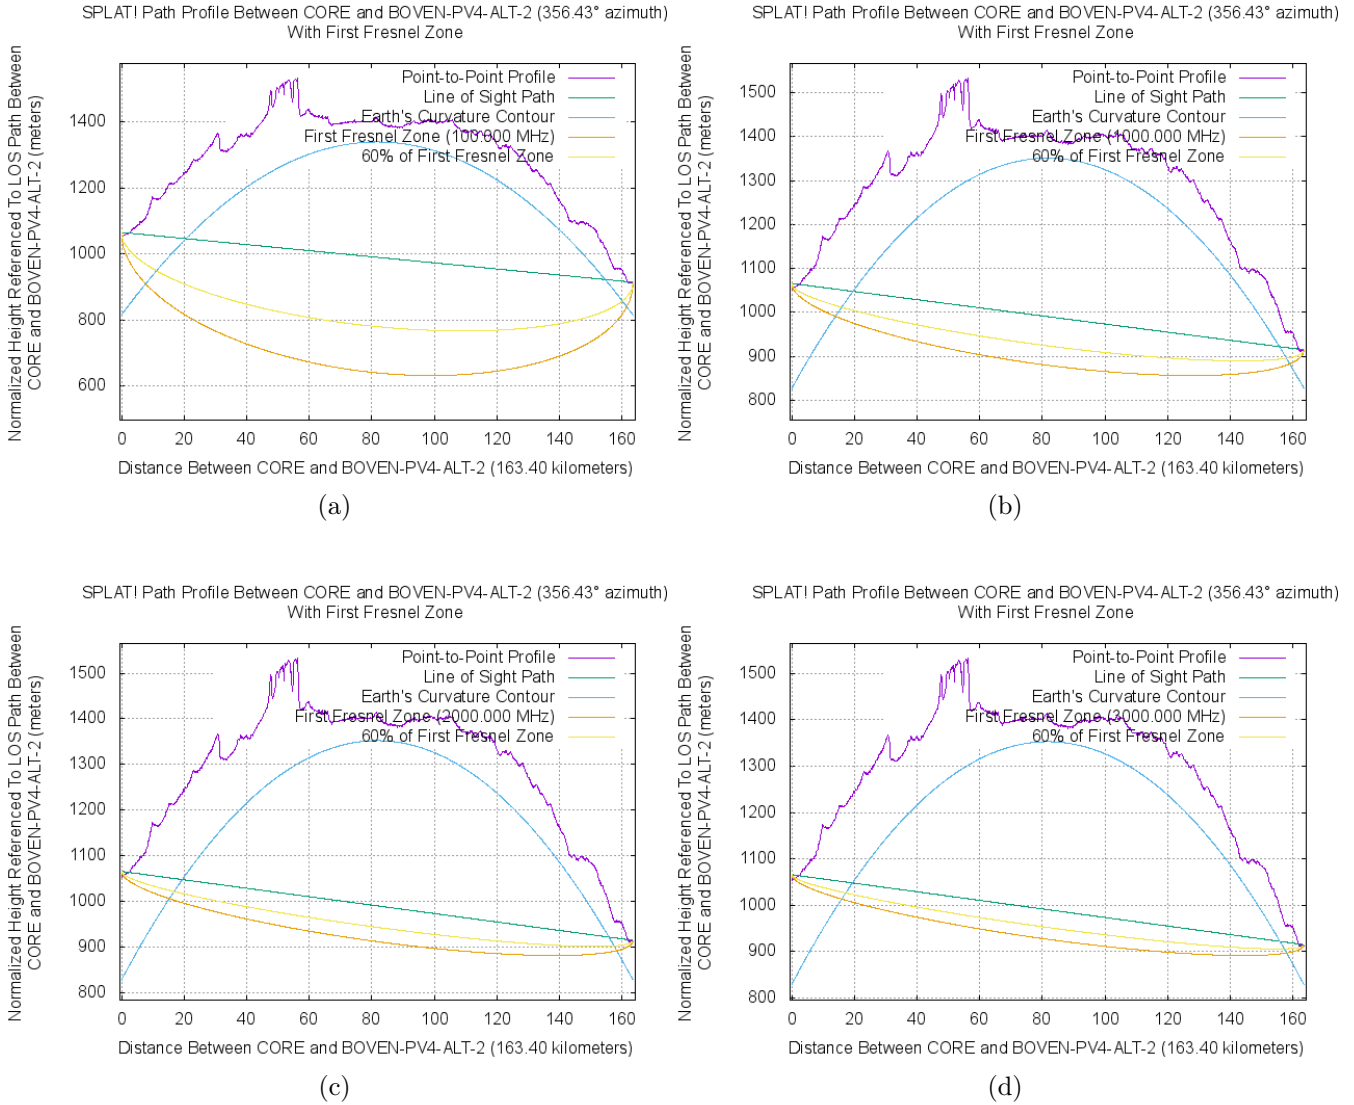 SPLAT! Path Profile Between CORE and BOVEN-PV4-ALT-2 (356.43° azimuth)
With First Fresnel Zone
Normalized Height Referenced To LOS Path Between
CORE and BOVEN-PV4-ALT-2 (meters)
Point-to-Point Profile
Line of Sight Path
Earth's Curvature Contour
First Fresnel Zone (100.000 MHz)
60% of First Fresnel Zone
1400
1200
1000
800
600
0 20 40 60 80 100 120 140 160
Distance Between CORE and BOVEN-PV4-ALT-2 (163.40 kilometers)
(a)
SPLAT! Path Profile Between CORE and BOVEN-PV4-ALT-2 (356.43° azimuth)
With First Fresnel Zone
Normalized Height Referenced To LOS Path Between
CORE and BOVEN-PV4-ALT-2 (meters)
Point-to-Point Profile
Line of Sight Path
Earth's Curvature Contour
First Fresnel Zone (1000.000 MHz)
60% of First Fresnel Zone
1500
1400
1300
1200
1100
1000
900
800
0 20 40 60 80 100 120 140 160
Distance Between CORE and BOVEN-PV4-ALT-2 (163.40 kilometers)
(b)
SPLAT! Path Profile Between CORE and BOVEN-PV4-ALT-2 (356.43° azimuth)
With First Fresnel Zone
Normalized Height Referenced To LOS Path Between
CORE and BOVEN-PV4-ALT-2 (meters)
Point-to-Point Profile
Line of Sight Path
Earth's Curvature Contour
First Fresnel Zone (2000.000 MHz)
60% of First Fresnel Zone
1500
1400
1300
1200
1100
1000
900
800
0 20 40 60 80 100 120 140 160
Distance Between CORE and BOVEN-PV4-ALT-2 (163.40 kilometers)
(c)
SPLAT! Path Profile Between CORE and BOVEN-PV4-ALT-2 (356.43° azimuth)
With First Fresnel Zone
Normalized Height Referenced To LOS Path Between
CORE and BOVEN-PV4-ALT-2 (meters)
Point-to-Point Profile
Line of Sight Path
Earth's Curvature Contour
First Fresnel Zone (3000.000 MHz)
60% of First Fresnel Zone
1500
1400
1300
1200
1100
1000
900
800
0 20 40 60 80 100 120 140 160
Distance Between CORE and BOVEN-PV4-ALT-2 (163.40 kilometers)
(d)